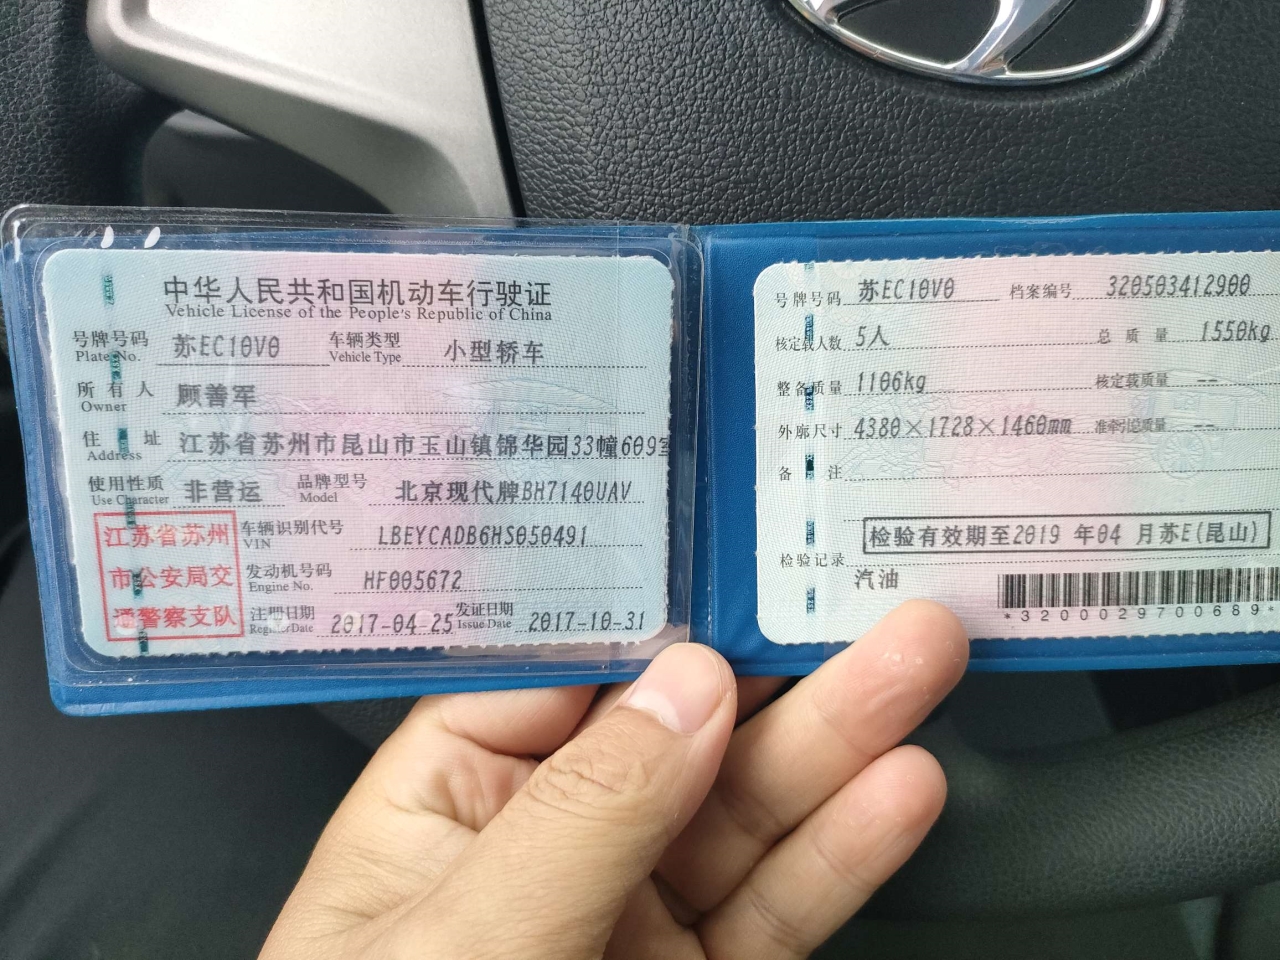 中华人民共和国机动车行驶证
Vehicle License of the People's Republic of China
号牌号码 苏EC10V0 车辆类型 小型轿车
Plate No. Vehicle Type
所有人 顾善军
Owner
住址 江苏省苏州市昆山市玉山镇锦华园33幢609室
Address
使用性质 非营运 品牌型号 北京现代牌BH7140UAV
Use Character Model
江苏省苏州
市公安局交
通警察支队
车辆识别代号 LBEYCADB6HS050491
VIN
发动机号码 HF005672
Engine No.
注册日期 2017-04-25 发证日期 2017-10-31
Register Date Issue Date
号牌号码 苏EC10V0 档案编号 320503412900
核定载人数 5人 总质量 1550kg
整备质量 1106kg 核定载质量 --
外廓尺寸 4380×1728×1460mm 准牵引总质量 --
备注
检验有效期至2019 年04 月苏E(昆山)
检验记录
汽油
*3200029700689*